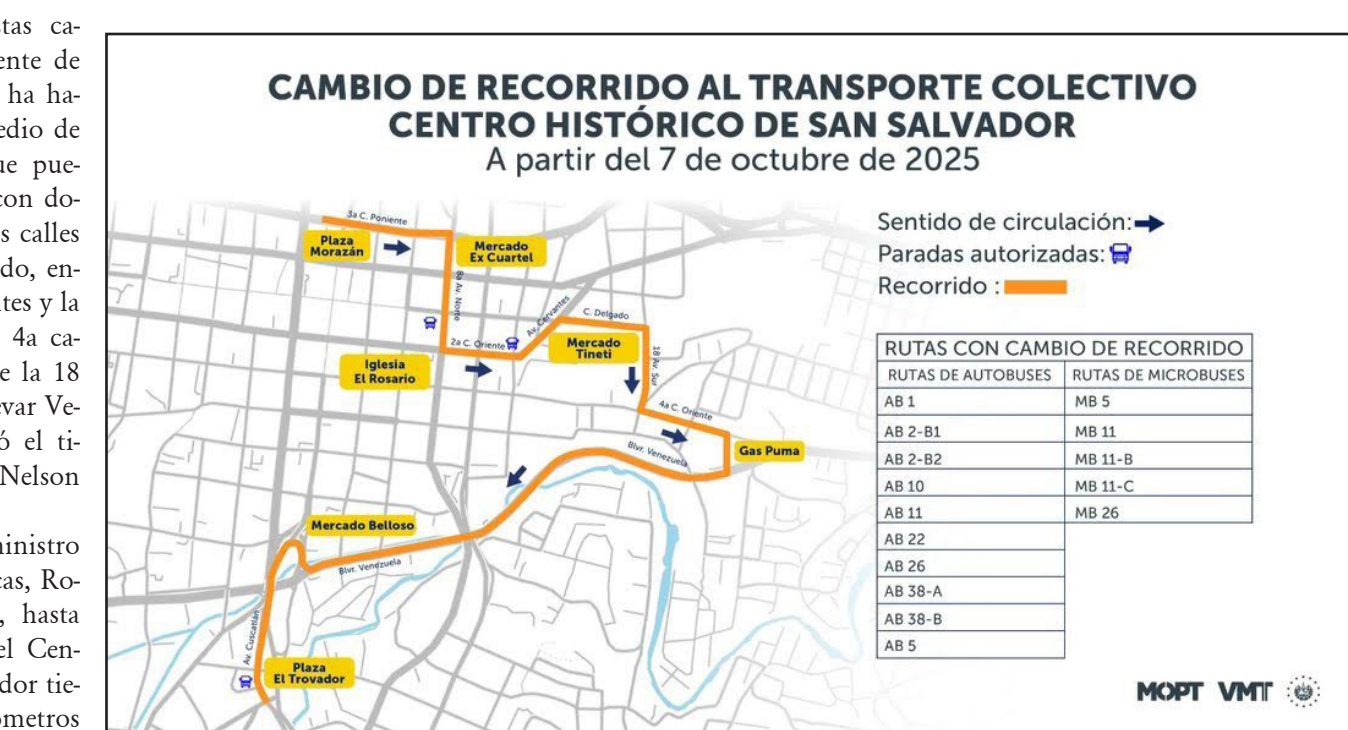 stas ca-
ente de
ha ha-
edio de
ue pue-
con do-
s calles
do, en-
ntes y la
4a ca-
e la 18
evar Ve-
ó el ti-
Nelson
ministro
cas, Ro-
, hasta
el Cen-
dor tie-
ómetros
CAMBIO DE RECORRIDO AL TRANSPORTE COLECTIVO
CENTRO HISTÓRICO DE SAN SALVADOR
A partir del 7 de octubre de 2025
3a C. Poniente
Plaza
Morazán
Mercado
Ex Cuartel
8a Av. Norte
Av. Cervantes
C. Delgado
2a C. Oriente
Mercado
Tineti
Iglesia
El Rosario
18 Av. Sur
4a C. Oriente
Blvr. Venezuela
Gas Puma
Mercado Belloso
Blvr. Venezuela
Av. Cuscatlán
Plaza
El Trovador
Sentido de circulación:
Paradas autorizadas:
Recorrido :
RUTAS CON CAMBIO DE RECORRIDO
RUTAS DE AUTOBUSES RUTAS DE MICROBUSES
AB 1 MB 5
AB 2-B1 MB 11
AB 2-B2 MB 11-B
AB 10 MB 11-C
AB 11 MB 26
AB 22
AB 26
AB 38-A
AB 38-B
AB 5
MOPT VMT